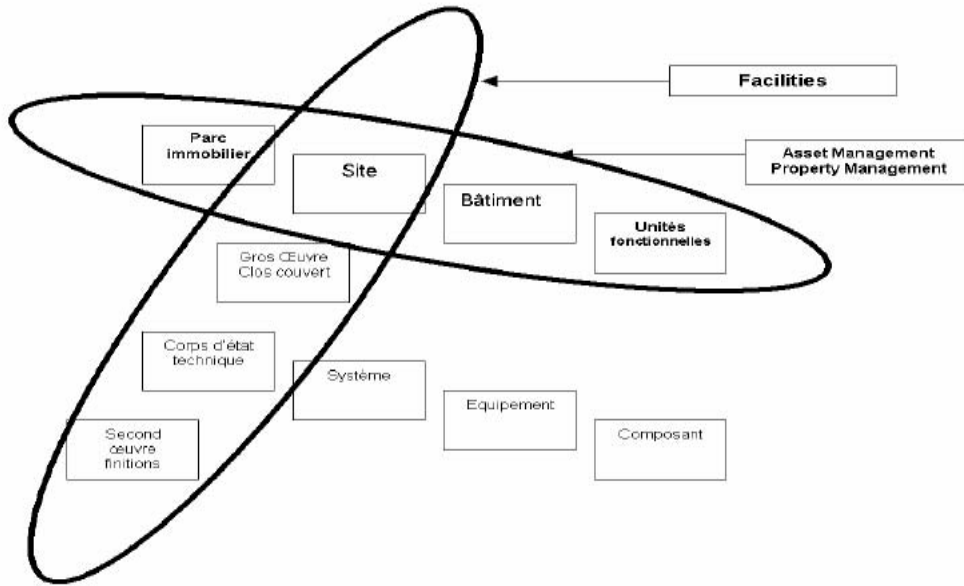 Facilities
Parc
immobilier
Asset Management
Property Management
Site
Bâtiment
Unités
fonctionnelles
Gros Œuvre
Clos couvert
Corps d'état
technique
Système
Equipement
Composant
Second
œuvre
finitions